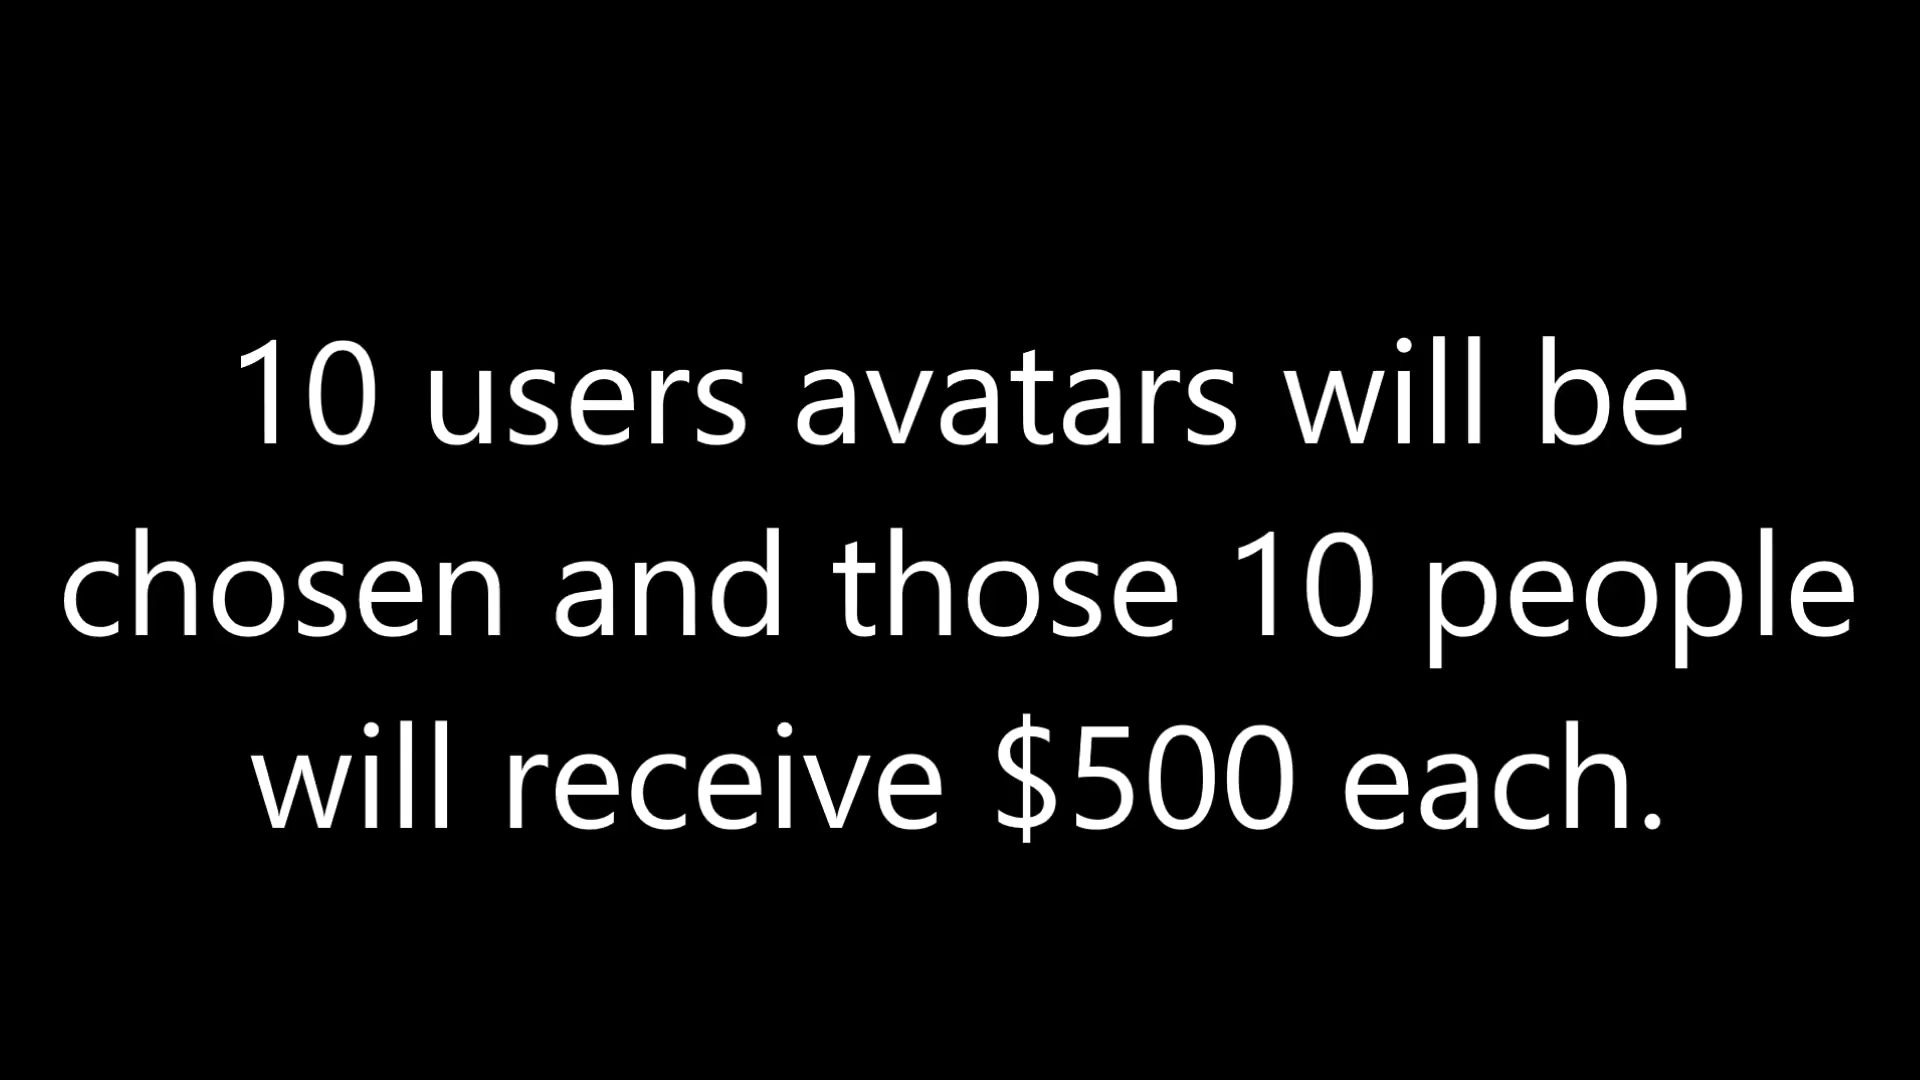 10 users avatars will be
chosen and those 10 people
will receive $500 each.